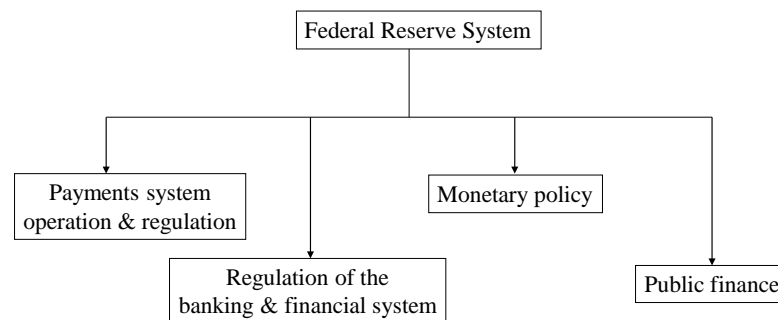 Federal Reserve System
Payments system
operation & regulation
Monetary policy
Regulation of the
banking & financial system
Public finance